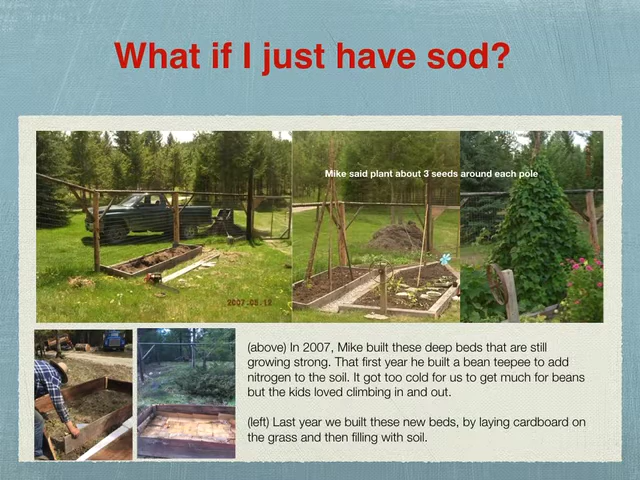 What if I just have sod?
Mike said plant about 3 seeds around each pole
2007.05.12
(above) In 2007, Mike built these deep beds that are still
growing strong. That first year he built a bean teepee to add
nitrogen to the soil. It got too cold for us to get much for beans
but the kids loved climbing in and out.
(left) Last year we built these new beds, by laying cardboard on
the grass and then filling with soil.